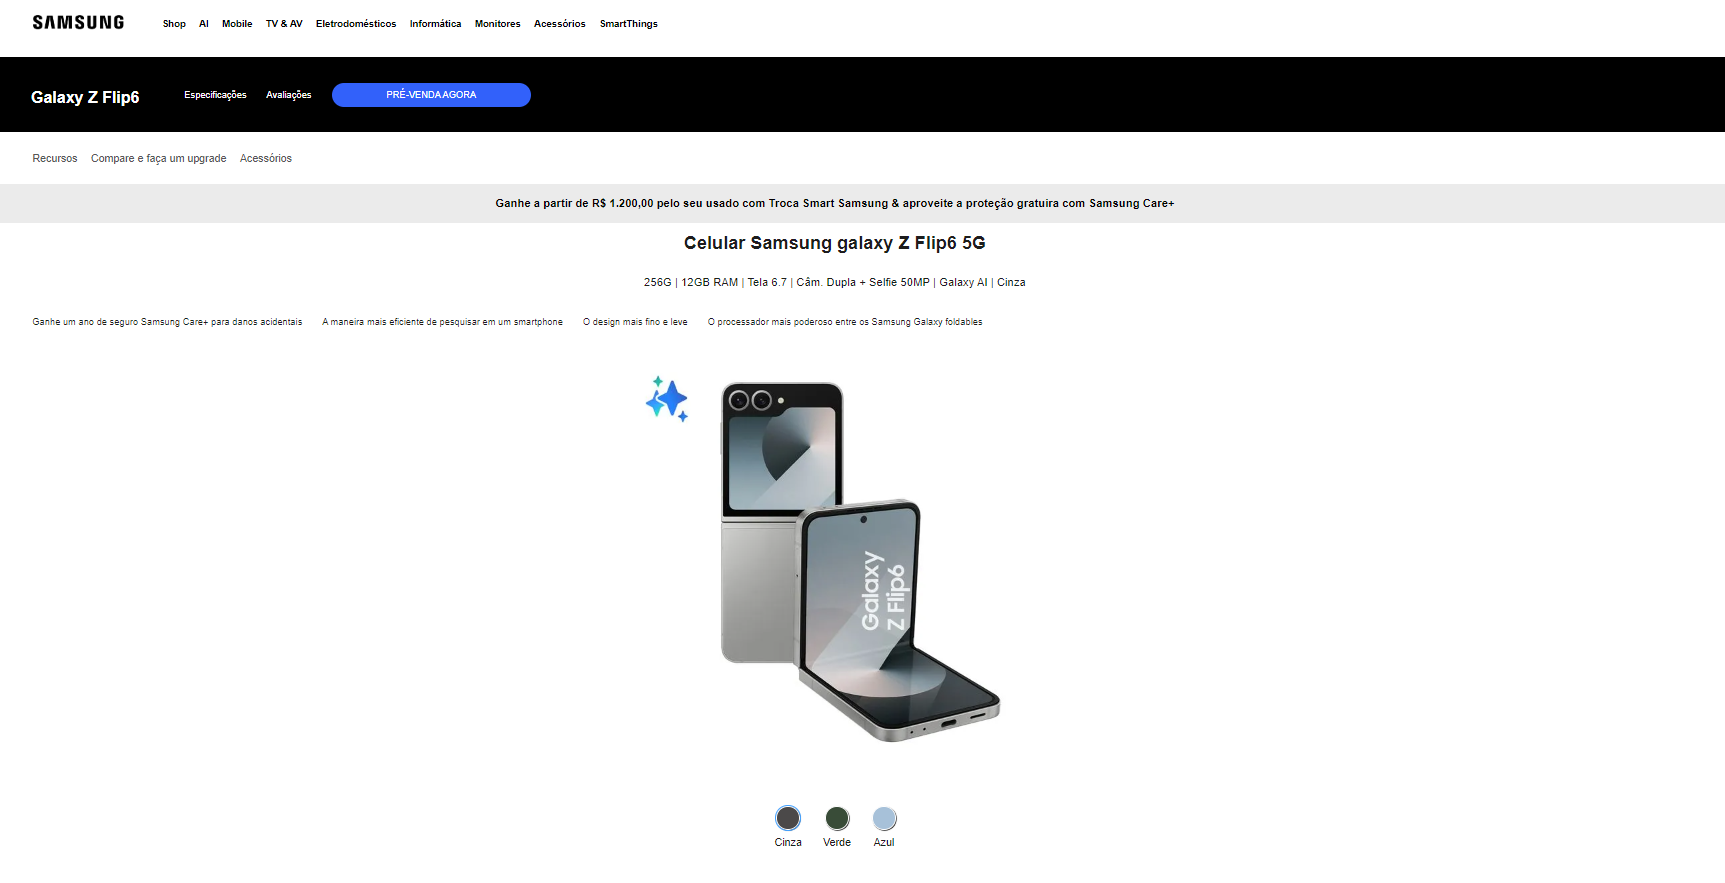 SAMSUNG Shop AI Mobile TV & AV Eletrodomésticos Informática Monitores Acessórios SmartThings
Galaxy Z Flip6 Especificações Avaliações PRÉ-VENDA AGORA
Recursos Compare e faça um upgrade Acessórios
Ganhe a partir de R$ 1.200,00 pelo seu usado com Troca Smart Samsung & aproveite a proteção gratuira com Samsung Care+
Celular Samsung galaxy Z Flip6 5G
256G | 12GB RAM | Tela 6.7 | Câm. Dupla + Selfie 50MP | Galaxy AI | Cinza
Ganhe um ano de seguro Samsung Care+ para danos acidentais A maneira mais eficiente de pesquisar em um smartphone O design mais fino e leve O processador mais poderoso entre os Samsung Galaxy foldables
Galaxy
Z Flip6
Cinza Verde Azul